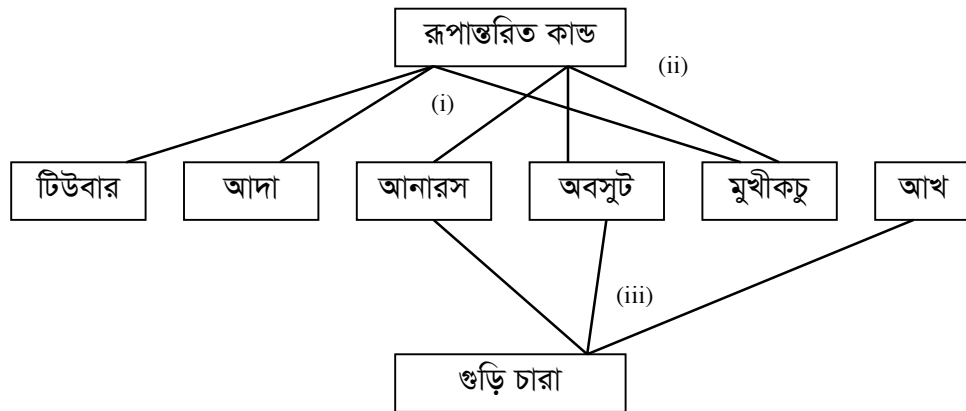 রূপান্তরিত কান্ড
(ii)
(i)
টিউবার আদা আনারস অবসুট মুখীকচু আখ
(iii)
গুড়ি চারা